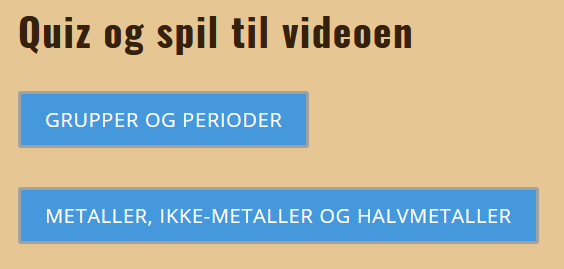 Quiz og spil til videoen
GRUPPER OG PERIODER
METALLER, IKKE-METALLER OG HALVMETALLER